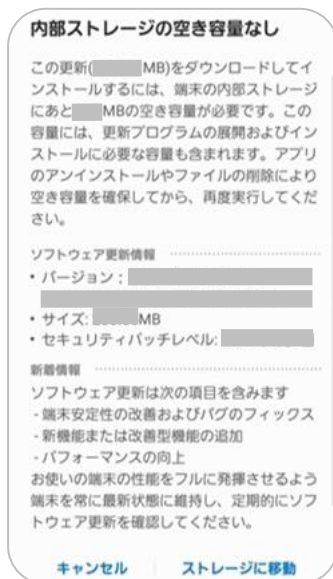 内部ストレージの空き容量なし
この更新( MB)をダウンロードしてイ
ンストールするには、端末の内部ストレージ
にあと MBの空き容量が必要です。この
容量には、更新プログラムの展開およびイン
ストールに必要な容量も含まれます。アプリ
のアンインストールやファイルの削除により
空き容量を確保してから、再度実行してくだ
さい。
ソフトウェア更新情報
・バージョン :
・サイズ: MB
・セキュリティパッチレベル:
新着情報
ソフトウェア更新は次の項目を含みます
- 端末安定性の改善およびバグのフィックス
- 新機能または改善型機能の追加
- パフォーマンスの向上
お使いの端末の性能をフルに発揮させるよう
端末を常に最新状態に維持し、定期的にソフ
トウェア更新を確認してください。
キャンセル ストレージに移動